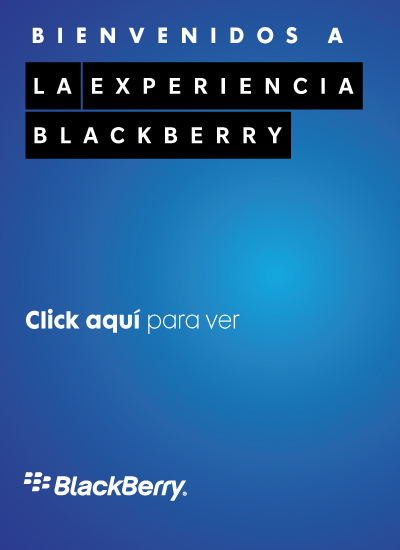 BIENVENIDOS A
LA EXPERIENCIA
BLACKBERRY
Click aquí para ver
BlackBerry®